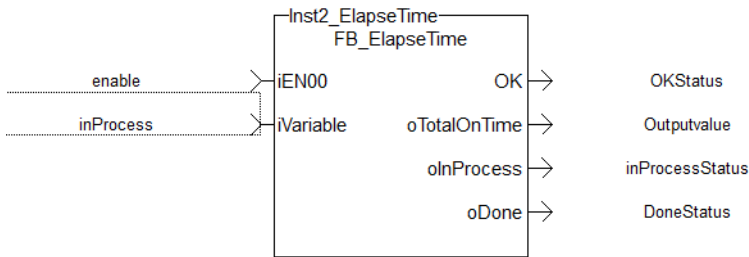 Inst2_ElapseTime
FB_ElapseTime
enable iEN00 OK OKStatus
inProcess iVariable oTotalOnTime Outputvalue
oInProcess inProcessStatus
oDone DoneStatus